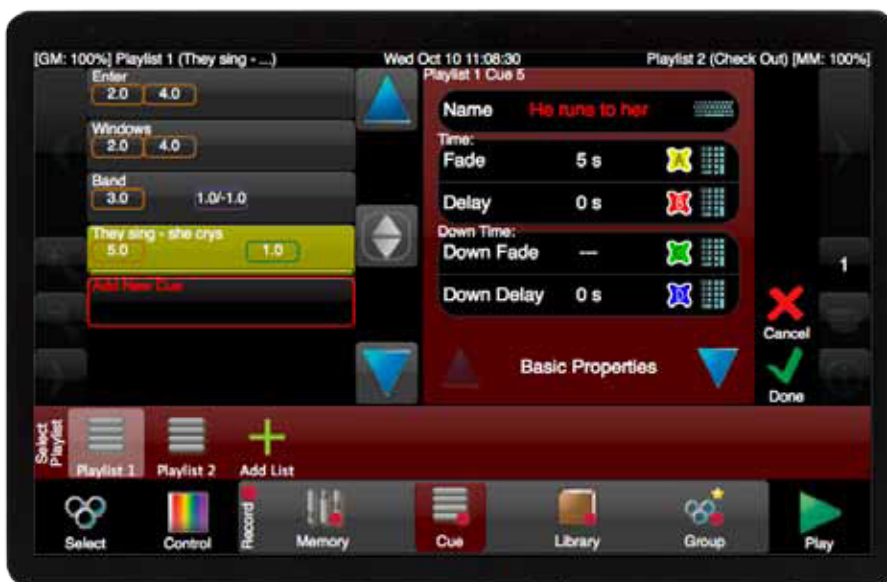 [GM: 100%] Playlist 1 (They sing - ...)
Wed Oct 10 11:08:30
Playlist 2 (Check Out) [MM: 100%]
Enter
2.0 4.0
Windows
2.0 4.0
Band
3.0 1.0/-1.0
They sing - she crys
5.0 1.0
Add New Cue
Playlist 1 Cue 5
Name He runs to her
Time:
Fade 5 s A
Delay 0 s B
Down Time:
Down Fade --- C
Down Delay 0 s D
Basic Properties
1
Cancel
Done
Select Playlist
Playlist 1 Playlist 2 Add List
Select Control Record Memory Cue Library Group Play